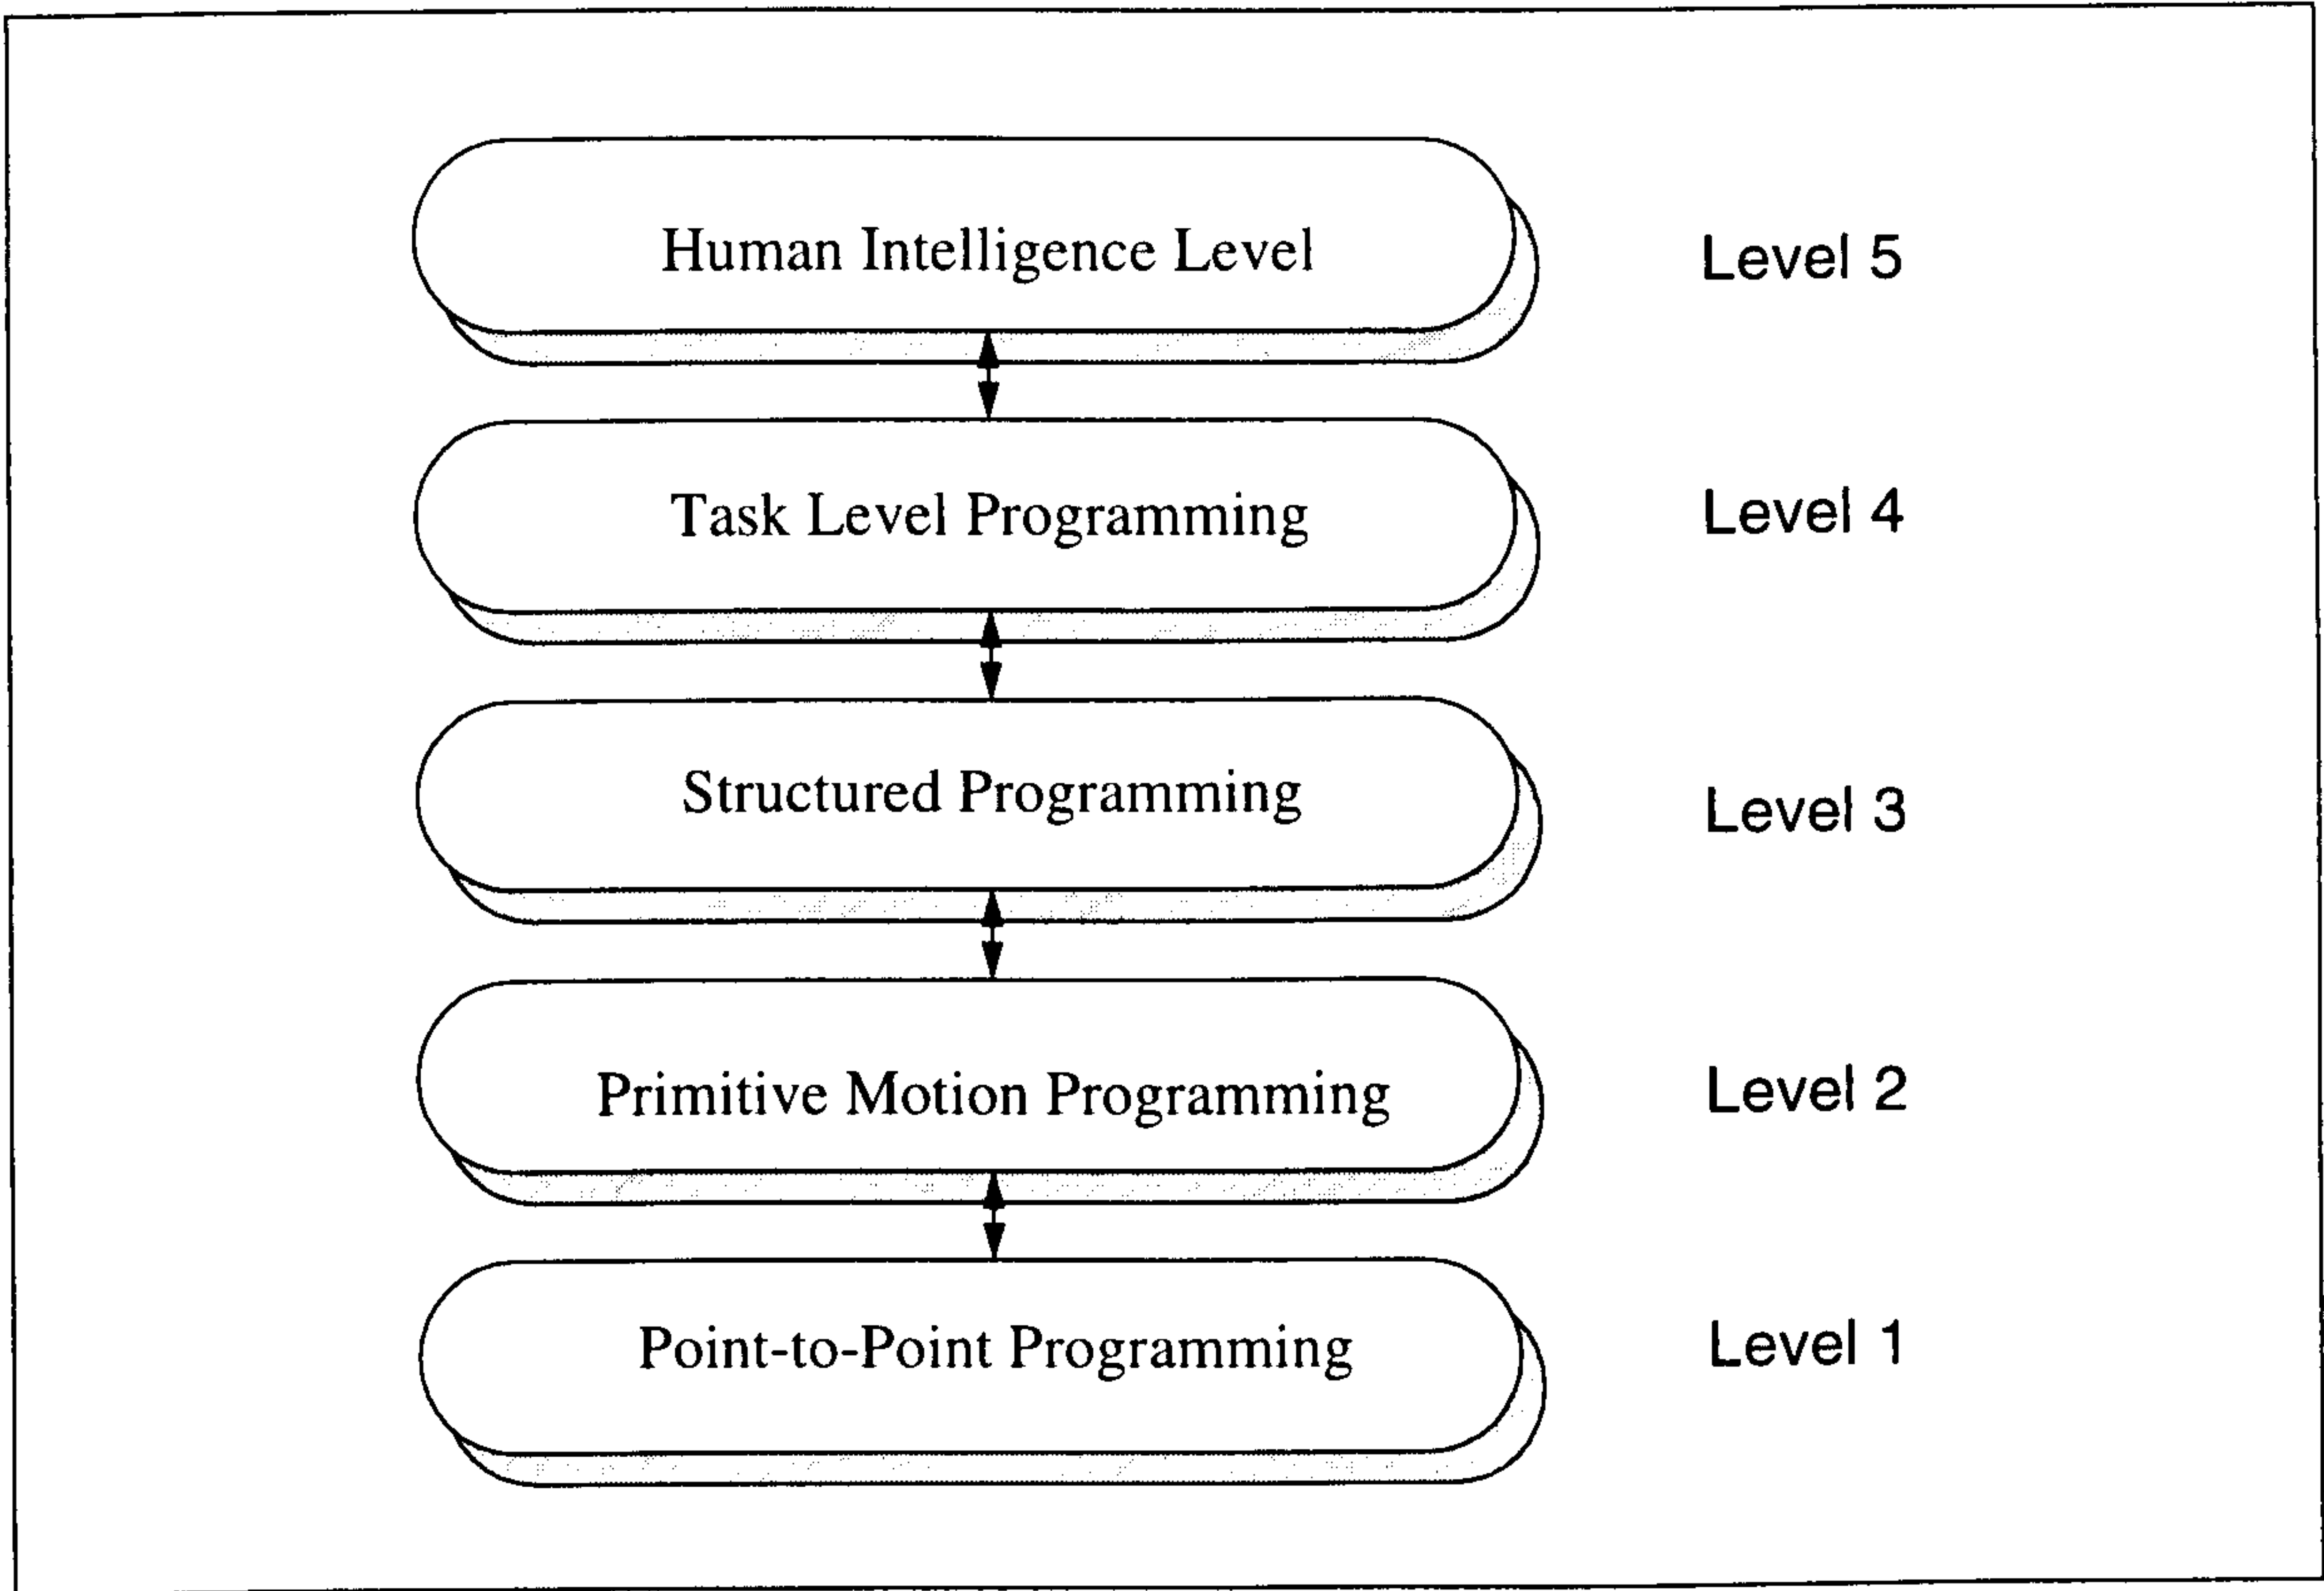 Human Intelligence Level
Level 5
Task Level Programming
Level 4
Structured Programming
Level 3
Primitive Motion Programming
Level 2
Point-to-Point Programming
Level 1